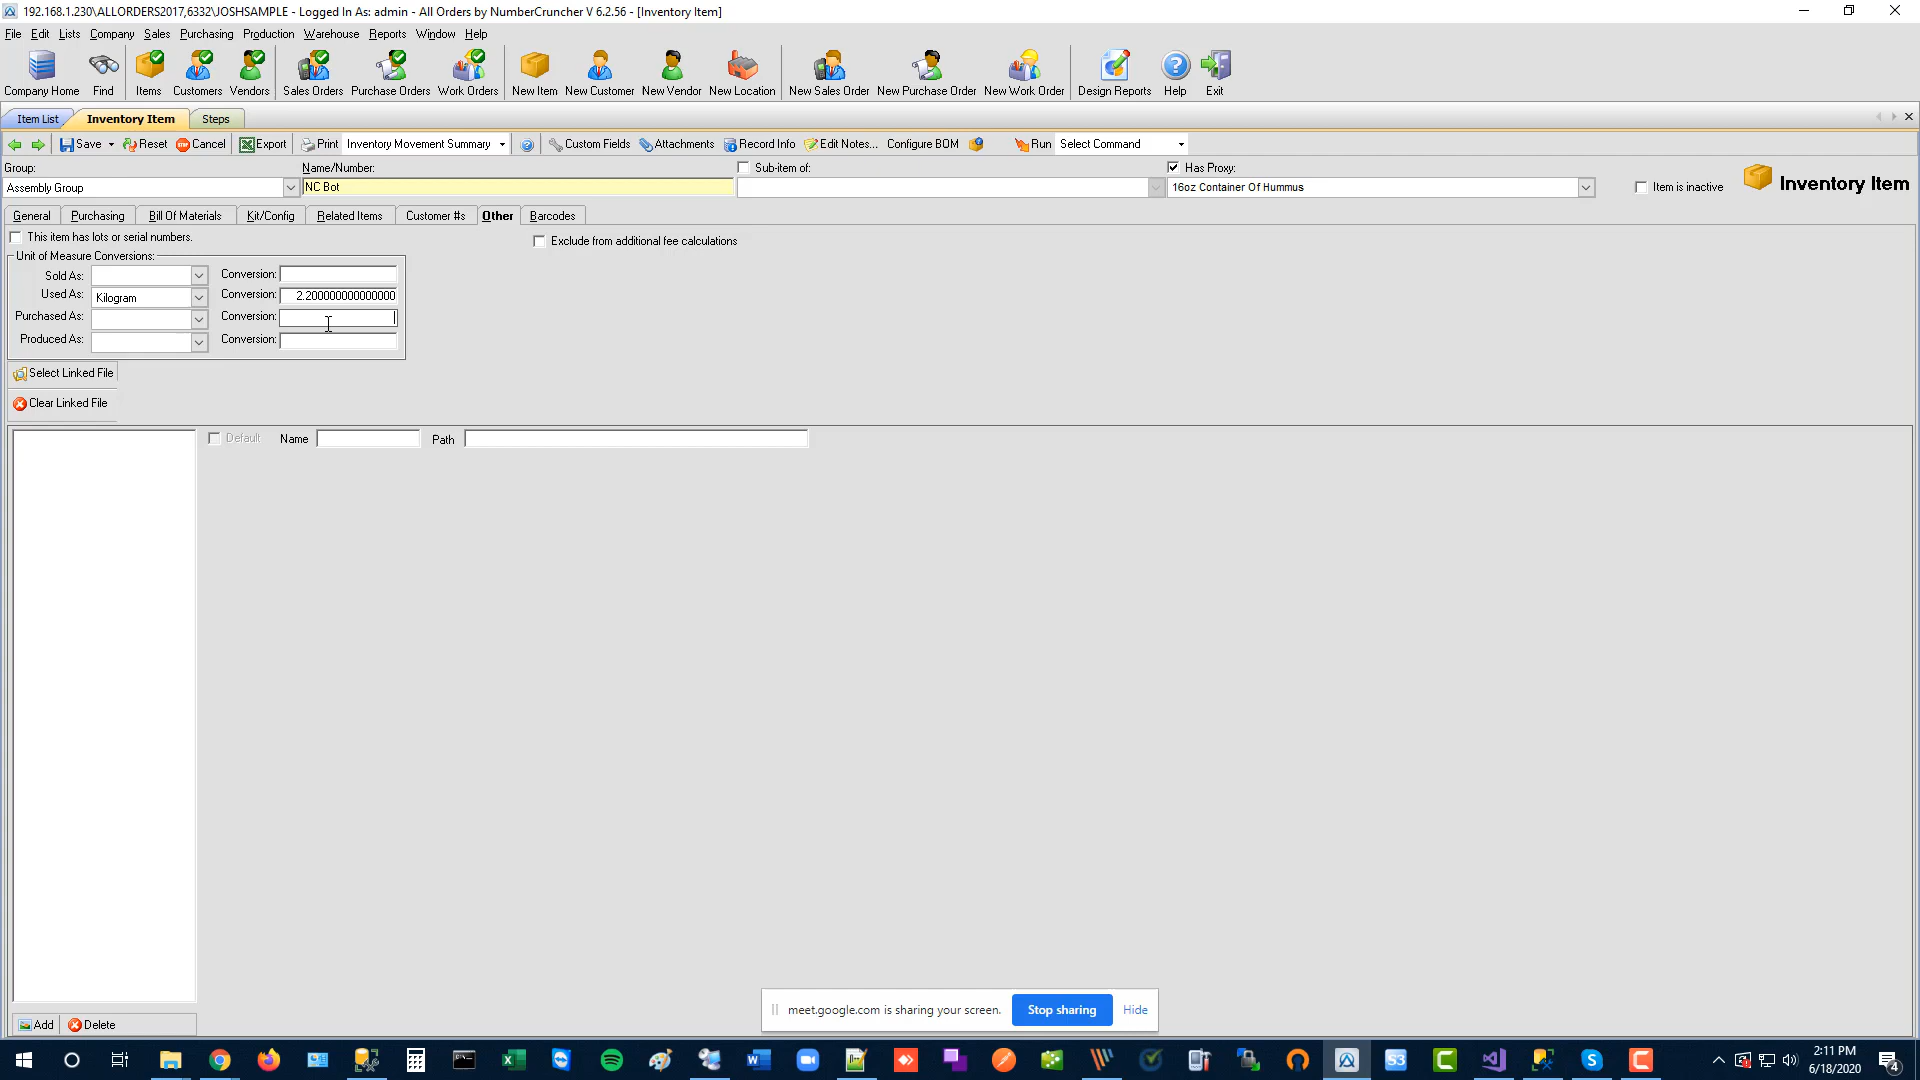 192.168.1.230\ALLORDERS2017,6332\JOSHSAMPLE - Logged In As: admin - All Orders by NumberCruncher V 6.2.56 - [Inventory Item]
File Edit Lists Company Sales Purchasing Production Warehouse Reports Window Help
Company Home Find Items Customers Vendors Sales Orders Purchase Orders Work Orders New Item New Customer New Vendor New Location New Sales Order New Purchase Order New Work Order Design Reports Help Exit
Item List Inventory Item Steps
Save Reset Cancel Export Print Inventory Movement Summary Custom Fields Attachments Record Info Edit Notes... Configure BOM Run Select Command
Group: Name/Number: Sub-item of: Has Proxy:
Assembly Group NC Bot 16oz Container Of Hummus Item is inactive Inventory Item
General Purchasing Bill Of Materials Kit/Config Related Items Customer #s Other Barcodes
This item has lots or serial numbers. Exclude from additional fee calculations
Unit of Measure Conversions:
Sold As: Conversion:
Used As: Kilogram Conversion: 2.200000000000000
Purchased As: Conversion:
Produced As: Conversion:
Select Linked File
Clear Linked File
Default Name Path
Add Delete
meet.google.com is sharing your screen. Stop sharing Hide
2:11 PM
6/18/2020
4